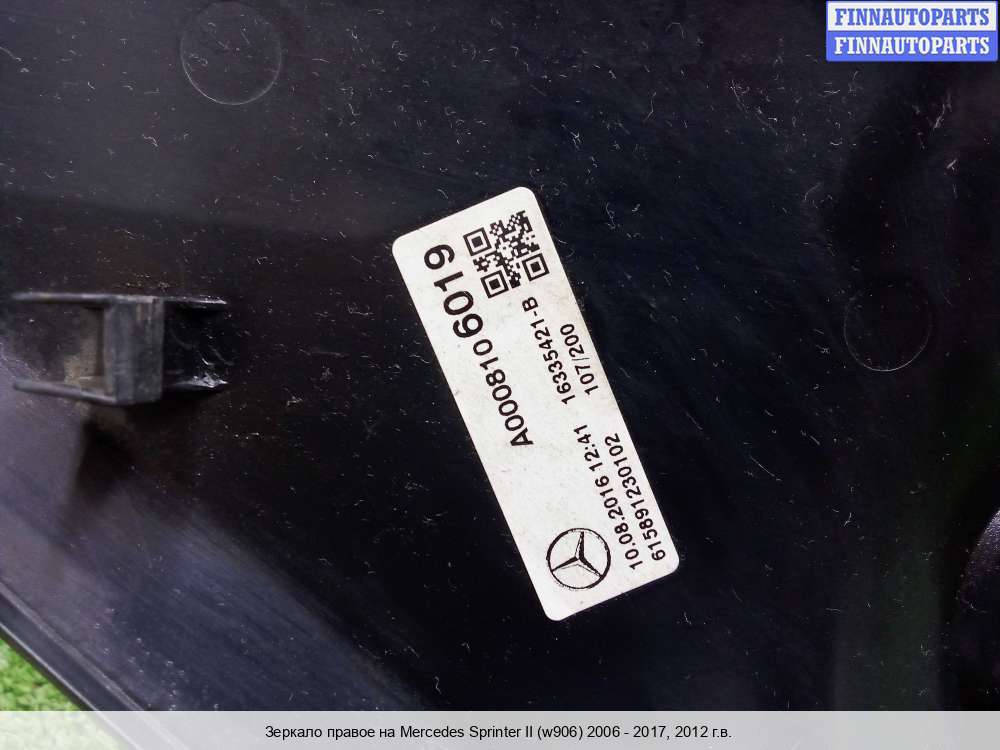 FINNAUTOPARTS
FINNAUTOPARTS
A0008106019
16335421-B
107/200
10.08.2016 12:41
615891230102
Зеркало правое на Mercedes Sprinter II (w906) 2006 - 2017, 2012 г.в.